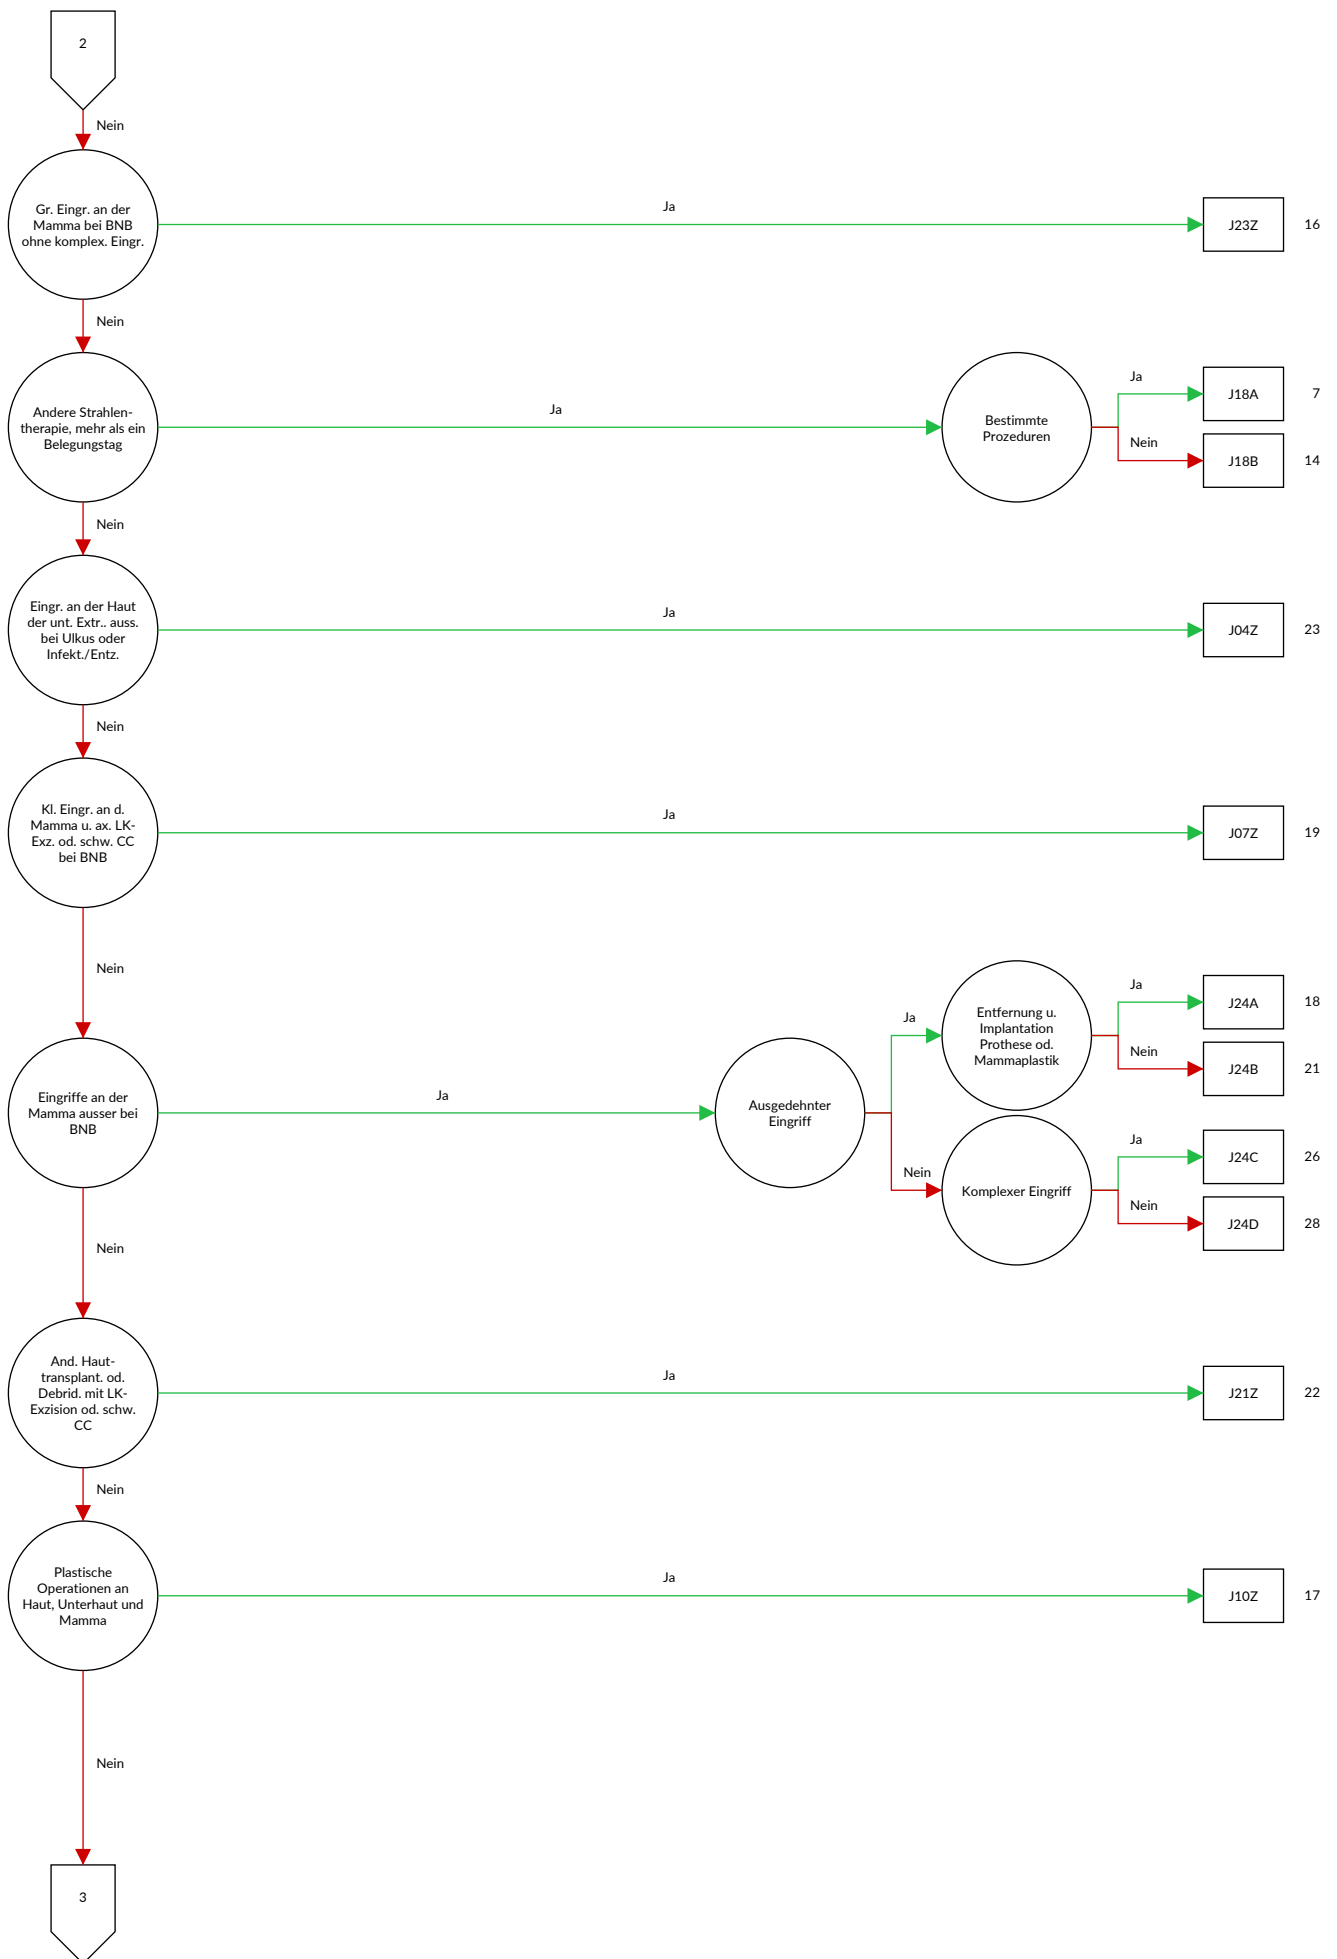 2
Nein
Gr. Eingr. an der
Mamma bei BNB
ohne komplex. Eingr.
Ja
J23Z
16
Nein
Andere Strahlen-
therapie, mehr als ein
Belegungstag
Ja
Bestimmte
Prozeduren
Ja
J18A
7
Nein
J18B
14
Nein
Eingr. an der Haut
der unt. Extr.. auss.
bei Ulkus oder
Infekt./Entz.
Ja
J04Z
23
Nein
Kl. Eingr. an d.
Mamma u. ax. LK-
Exz. od. schw. CC
bei BNB
Ja
J07Z
19
Nein
Eingriffe an der
Mamma ausser bei
BNB
Ja
Ausgedehnter
Eingriff
Ja
Entfernung u.
Implantation
Prothese od.
Mammaplastik
Ja
J24A
18
Nein
J24B
21
Nein
Komplexer Eingriff
Ja
J24C
26
Nein
J24D
28
Nein
And. Haut-
transplant. od.
Debrid. mit LK-
Exzision od. schw.
CC
Ja
J21Z
22
Nein
Plastische
Operationen an
Haut, Unterhaut und
Mamma
Ja
J10Z
17
Nein
3